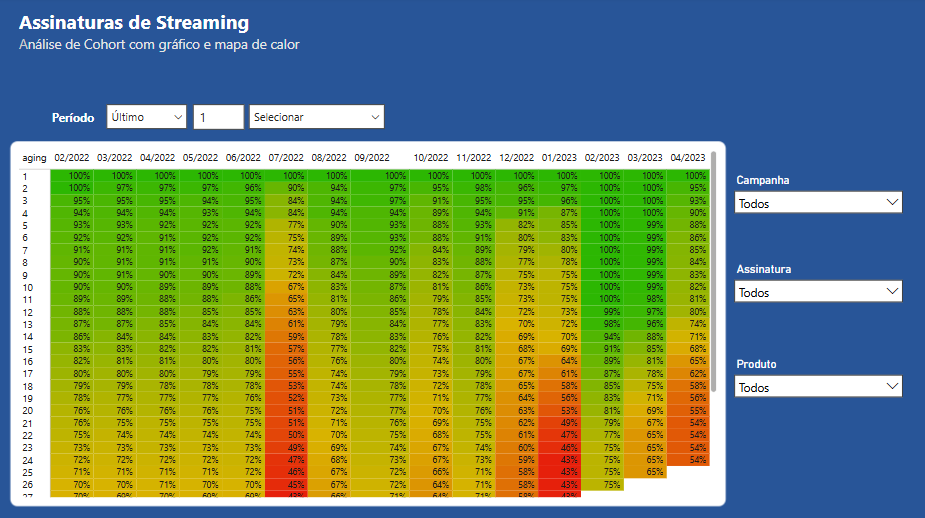 Assinaturas de Streaming
Análise de Cohort com gráfico e mapa de calor
Período Último 1 Selecionar
aging 02/2022 03/2022 04/2022 05/2022 06/2022 07/2022 08/2022 09/2022 10/2022 11/2022 12/2022 01/2023 02/2023 03/2023 04/2023
1 100% 100% 100% 100% 100% 100% 100% 100% 100% 100% 100% 100% 100% 100% 100%
2 100% 97% 97% 97% 96% 90% 94% 97% 95% 98% 96% 97% 100% 100% 95%
3 95% 95% 95% 94% 95% 84% 94% 97% 91% 95% 95% 96% 100% 100% 93%
4 94% 94% 94% 93% 94% 84% 94% 94% 89% 94% 91% 87% 100% 100% 90%
5 93% 93% 92% 92% 92% 77% 90% 93% 88% 93% 82% 85% 100% 99% 88%
6 92% 92% 91% 92% 92% 75% 89% 93% 88% 91% 80% 83% 100% 99% 86%
7 91% 91% 91% 92% 91% 74% 88% 92% 84% 89% 79% 80% 100% 99% 85%
8 90% 91% 91% 91% 90% 73% 87% 90% 83% 88% 77% 78% 100% 99% 84%
9 90% 91% 90% 90% 89% 72% 84% 89% 82% 87% 75% 75% 100% 99% 83%
10 90% 90% 89% 89% 88% 67% 83% 87% 81% 86% 73% 75% 100% 99% 82%
11 89% 89% 88% 88% 86% 65% 81% 86% 79% 85% 73% 75% 100% 98% 81%
12 88% 88% 88% 85% 85% 63% 80% 85% 78% 84% 72% 73% 99% 97% 80%
13 87% 87% 85% 84% 84% 61% 79% 84% 77% 83% 70% 72% 98% 96% 74%
14 86% 84% 84% 83% 82% 59% 78% 83% 76% 82% 69% 70% 94% 88% 71%
15 83% 83% 82% 82% 81% 57% 77% 82% 75% 81% 68% 69% 91% 85% 68%
16 82% 81% 81% 80% 80% 56% 76% 80% 74% 80% 67% 64% 89% 81% 65%
17 80% 80% 80% 79% 79% 55% 74% 79% 73% 79% 67% 61% 87% 78% 62%
18 79% 79% 78% 78% 78% 53% 74% 78% 72% 78% 65% 58% 85% 75% 58%
19 78% 77% 77% 77% 76% 52% 73% 77% 71% 77% 64% 56% 83% 71% 56%
20 76% 76% 76% 75% 76% 51% 72% 77% 70% 76% 63% 53% 81% 69% 55%
21 76% 75% 75% 75% 75% 51% 71% 76% 69% 75% 62% 49% 79% 67% 54%
22 75% 74% 74% 74% 74% 50% 70% 75% 68% 75% 61% 47% 77% 65% 54%
23 73% 73% 73% 73% 73% 49% 69% 74% 67% 74% 60% 46% 75% 65% 54%
24 72% 72% 72% 72% 72% 47% 68% 73% 67% 73% 59% 43% 75% 65% 54%
25 71% 71% 71% 71% 71% 46% 67% 72% 66% 71% 58% 43% 75% 65%
26 70% 70% 71% 70% 70% 45% 67% 72% 64% 71% 58% 43% 75%
27 70% 69% 70% 70% 69% 43% 66% 71% 64% 71% 58% 43%
Campanha
Todos
Assinatura
Todos
Produto
Todos